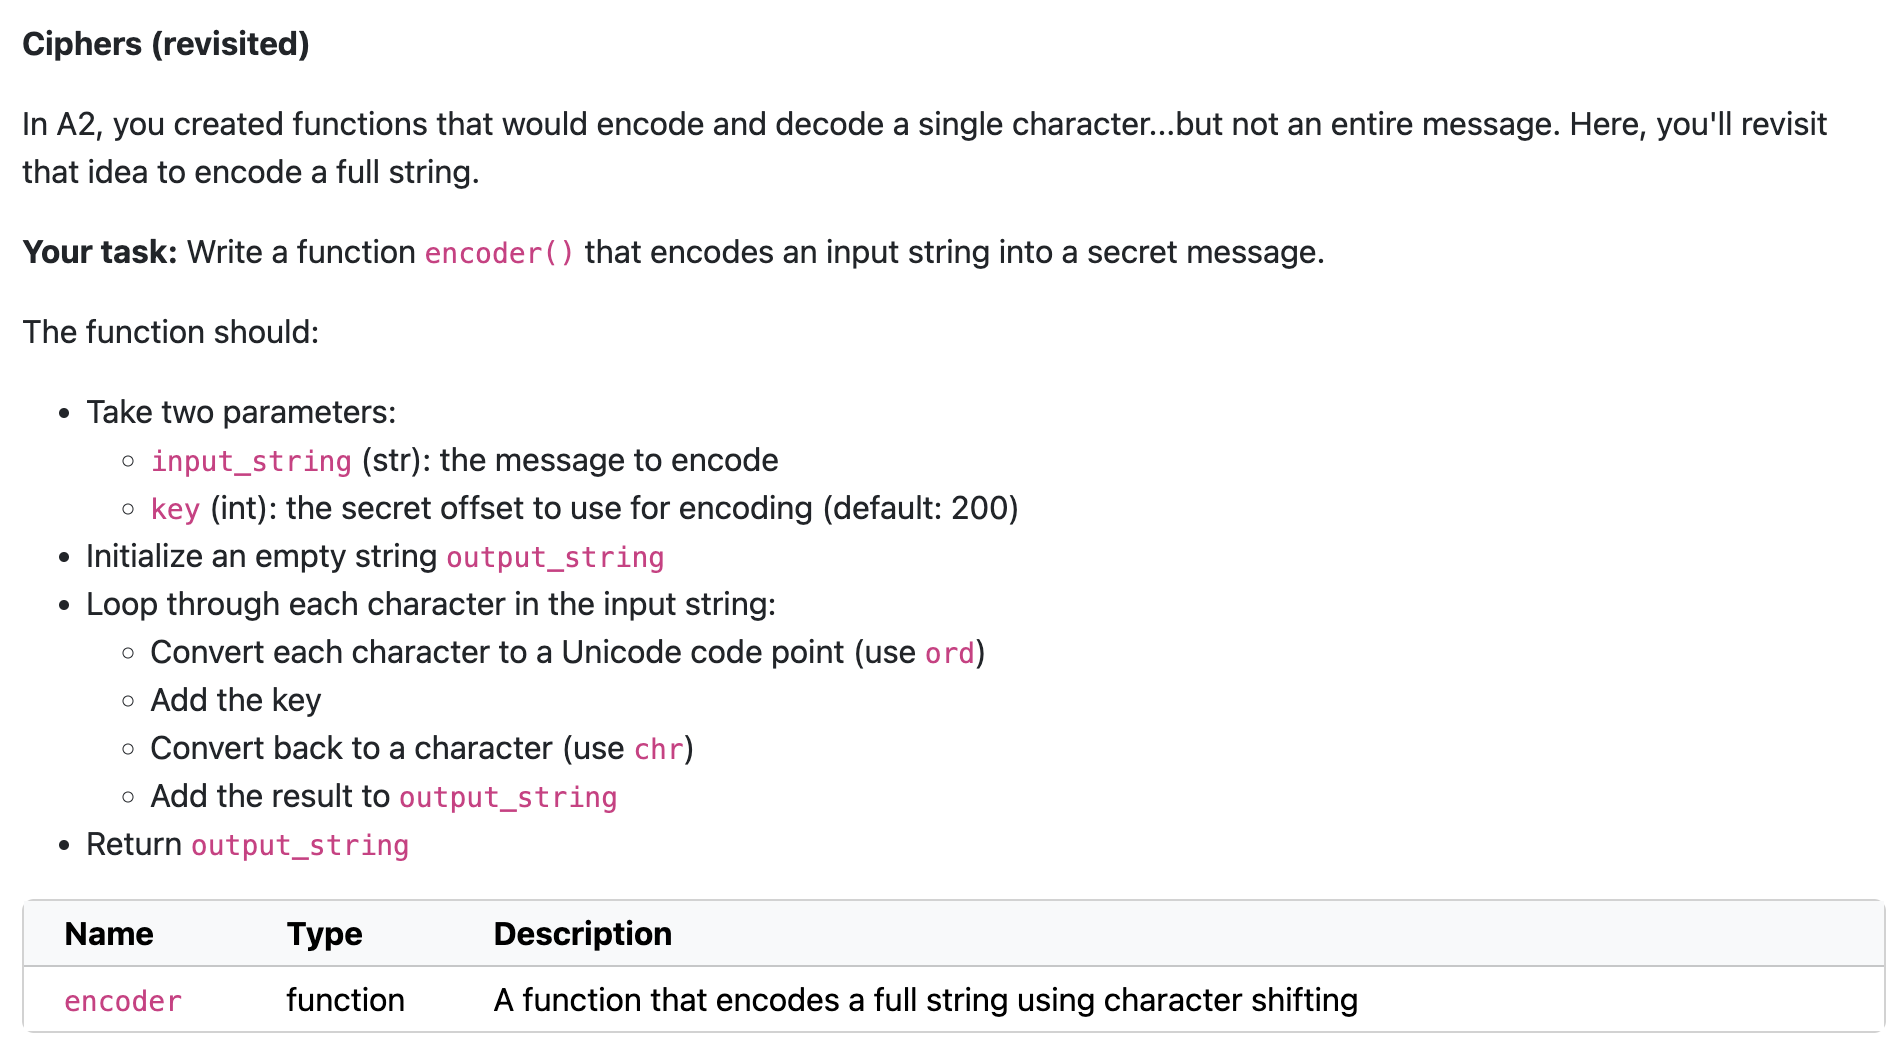 Ciphers (revisited)
In A2, you created functions that would encode and decode a single character...but not an entire message. Here, you'll revisit
that idea to encode a full string.
Your task: Write a function encoder() that encodes an input string into a secret message.
The function should:
• Take two parameters:
◦ input_string (str): the message to encode
◦ key (int): the secret offset to use for encoding (default: 200)
• Initialize an empty string output_string
• Loop through each character in the input string:
◦ Convert each character to a Unicode code point (use ord)
◦ Add the key
◦ Convert back to a character (use chr)
◦ Add the result to output_string
• Return output_string
Name Type Description
encoder function A function that encodes a full string using character shifting